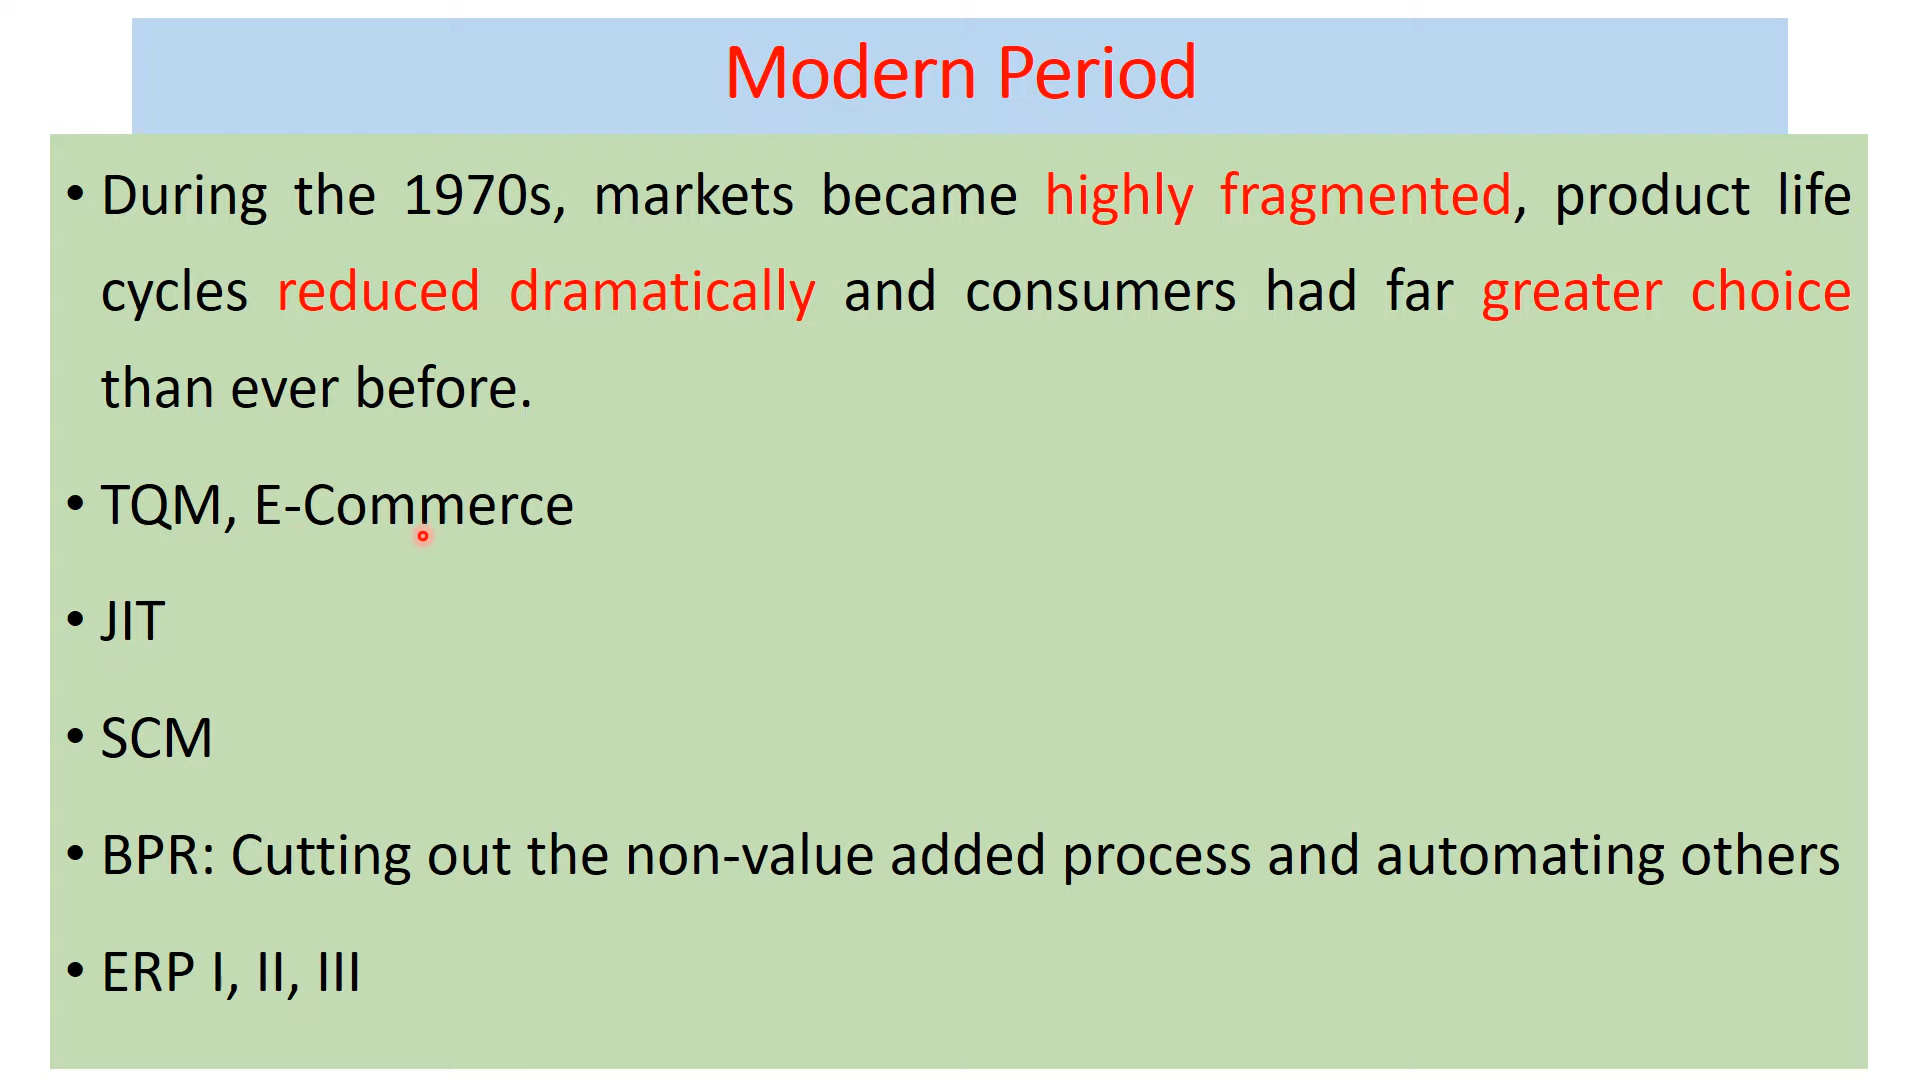 Modern Period
• During the 1970s, markets became highly fragmented, product life
cycles reduced dramatically and consumers had far greater choice
than ever before.
• TQM, E-Commerce
• JIT
• SCM
• BPR: Cutting out the non-value added process and automating others
• ERP I, II, III